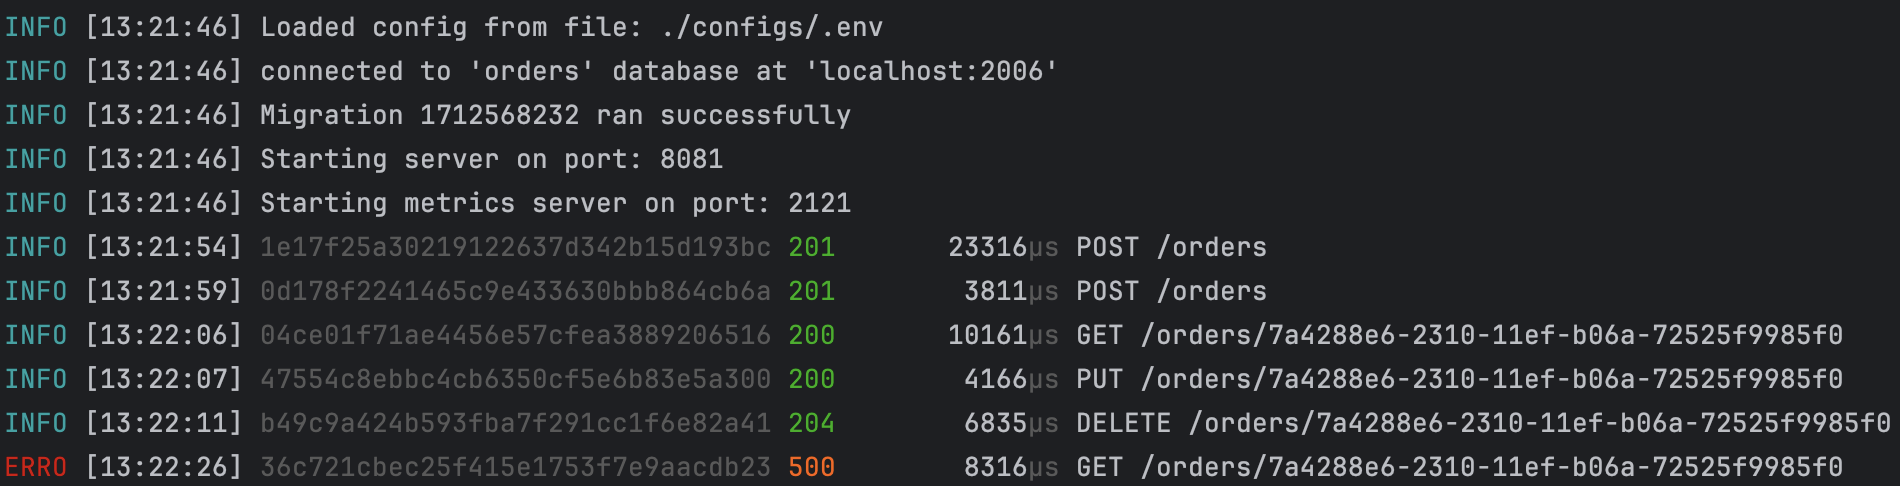 INFO [13:21:46] Loaded config from file: ./configs/.env
INFO [13:21:46] connected to 'orders' database at 'localhost:2006'
INFO [13:21:46] Migration 1712568232 ran successfully
INFO [13:21:46] Starting server on port: 8081
INFO [13:21:46] Starting metrics server on port: 2121
INFO [13:21:54] 1e17f25a30219122637d342b15d193bc 201 23316µs POST /orders
INFO [13:21:59] 0d178f2241465c9e433630bbb864cb6a 201 3811µs POST /orders
INFO [13:22:06] 04ce01f71ae4456e57cfea3889206516 200 10161µs GET /orders/7a4288e6-2310-11ef-b06a-72525f9985f0
INFO [13:22:07] 47554c8ebbc4cb6350cf5e6b83e5a300 200 4166µs PUT /orders/7a4288e6-2310-11ef-b06a-72525f9985f0
INFO [13:22:11] b49c9a424b593fba7f291cc1f6e82a41 204 6835µs DELETE /orders/7a4288e6-2310-11ef-b06a-72525f9985f0
ERRO [13:22:26] 36c721cbec25f415e1753f7e9aacdb23 500 8316µs GET /orders/7a4288e6-2310-11ef-b06a-72525f9985f0